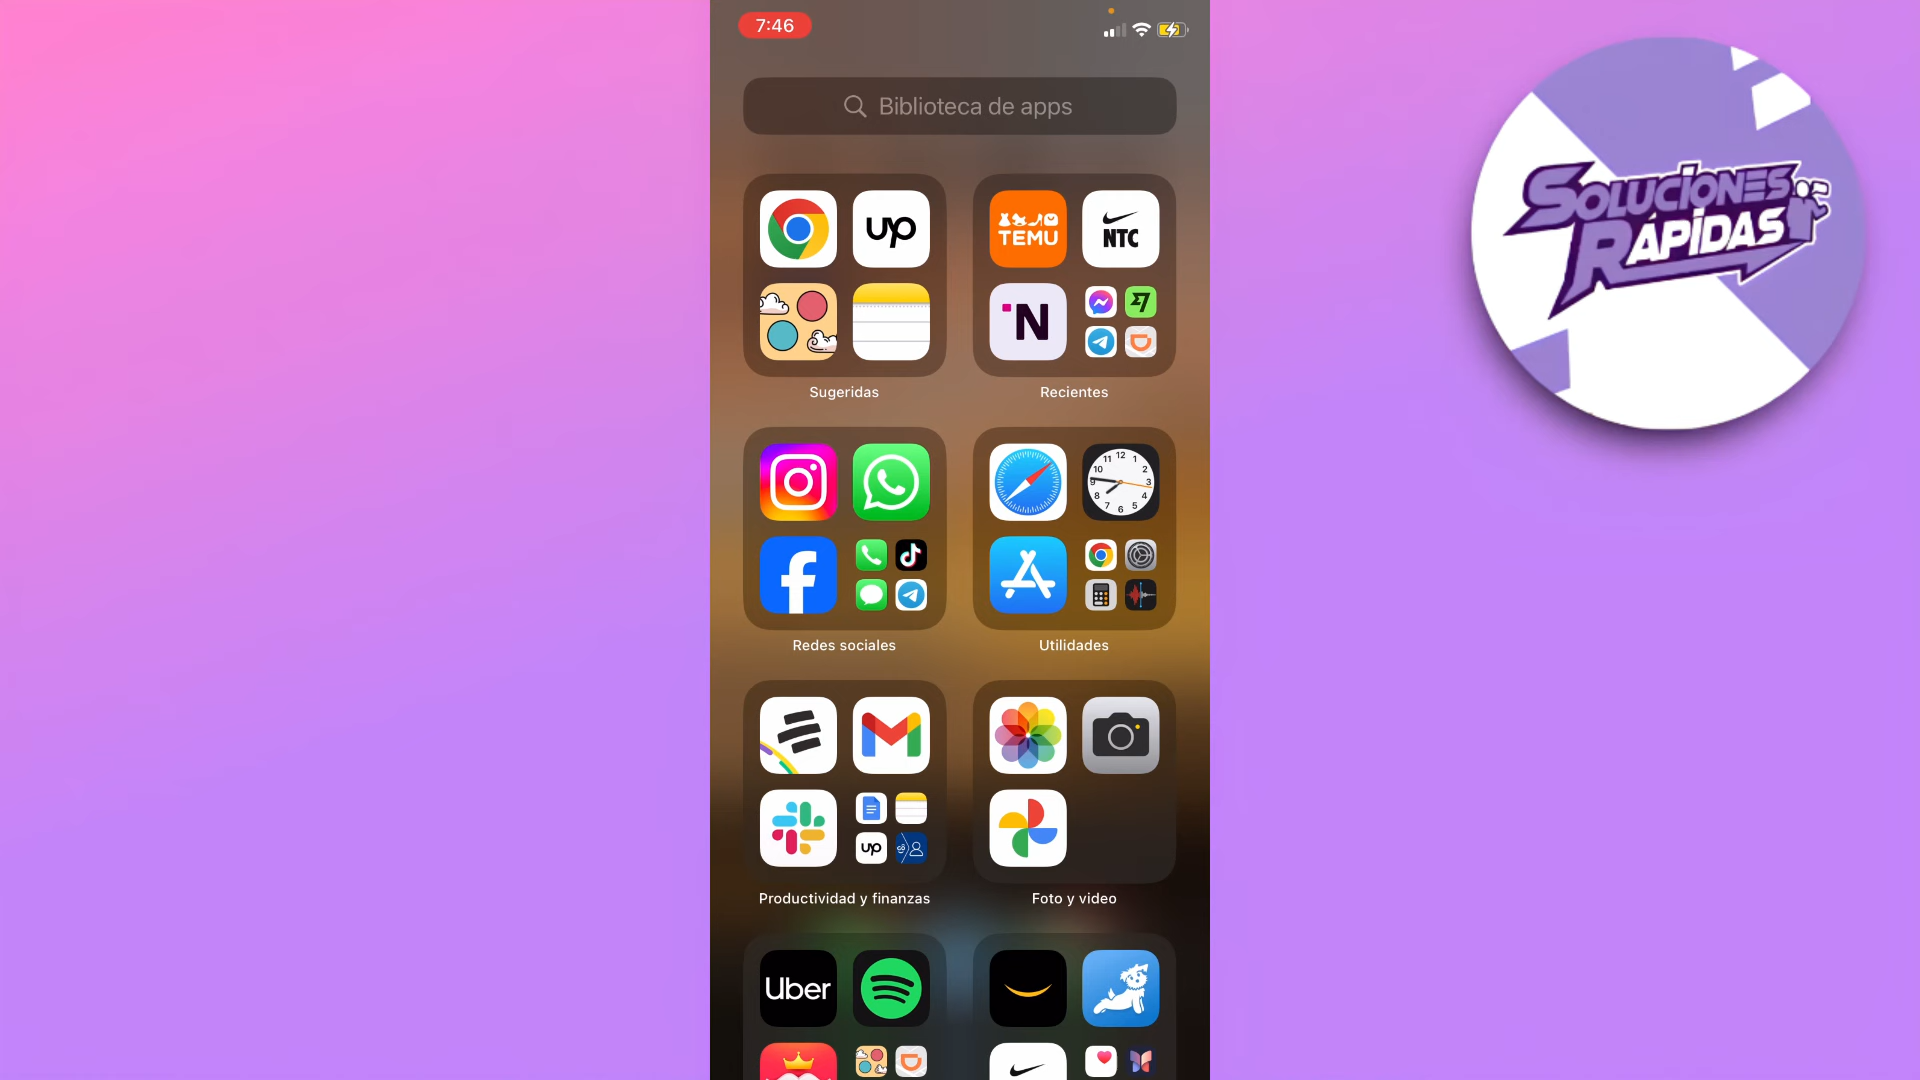 7:46
Biblioteca de apps
SOLUCIONES
RÁPIDAS
up
TEMU
NTC
N
Sugeridas
Recientes
12
11 1
10 2
9 3
8 4
7 5
6
Redes sociales
Utilidades
up
Productividad y finanzas
Foto y video
Uber